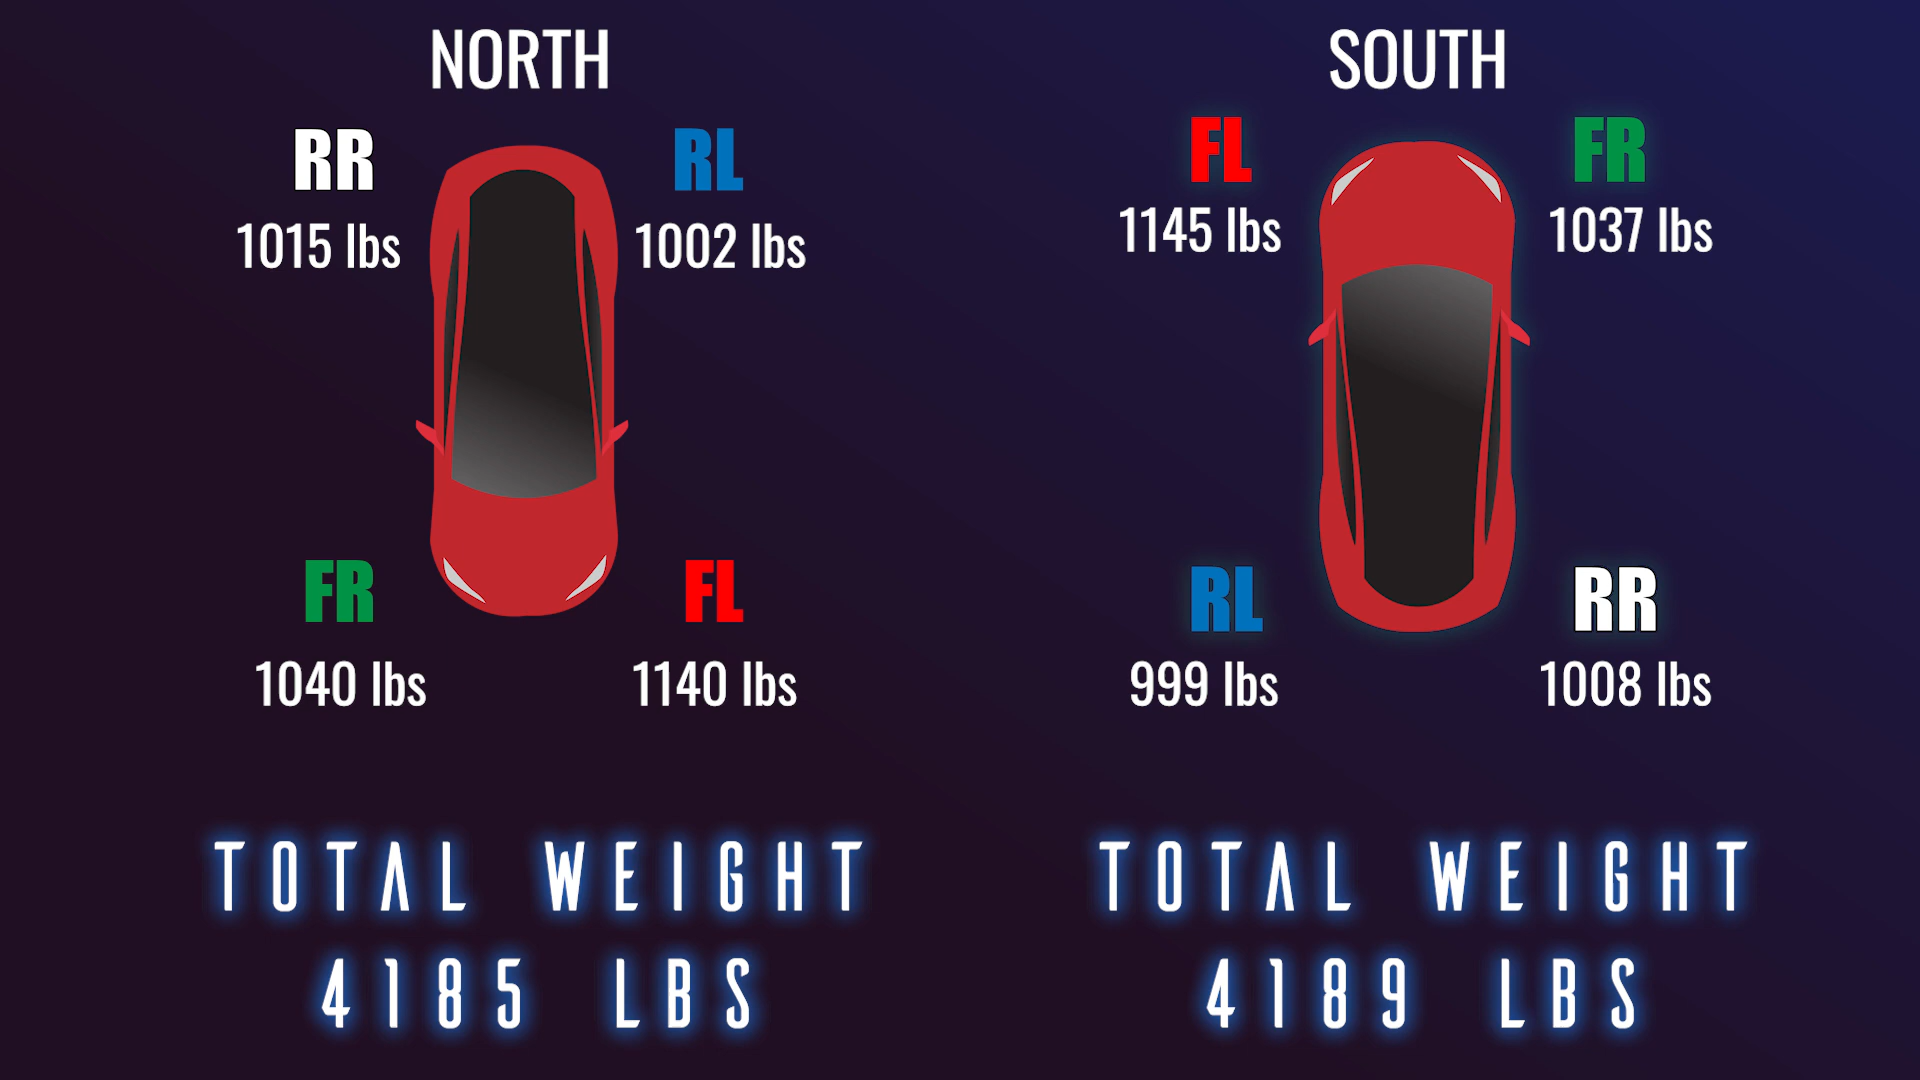 NORTH
RR
RL
1015 lbs
1002 lbs
FR
FL
1040 lbs
1140 lbs
TOTAL WEIGHT
4185 LBS
SOUTH
FL
FR
1145 lbs
1037 lbs
RL
RR
999 lbs
1008 lbs
TOTAL WEIGHT
4189 LBS